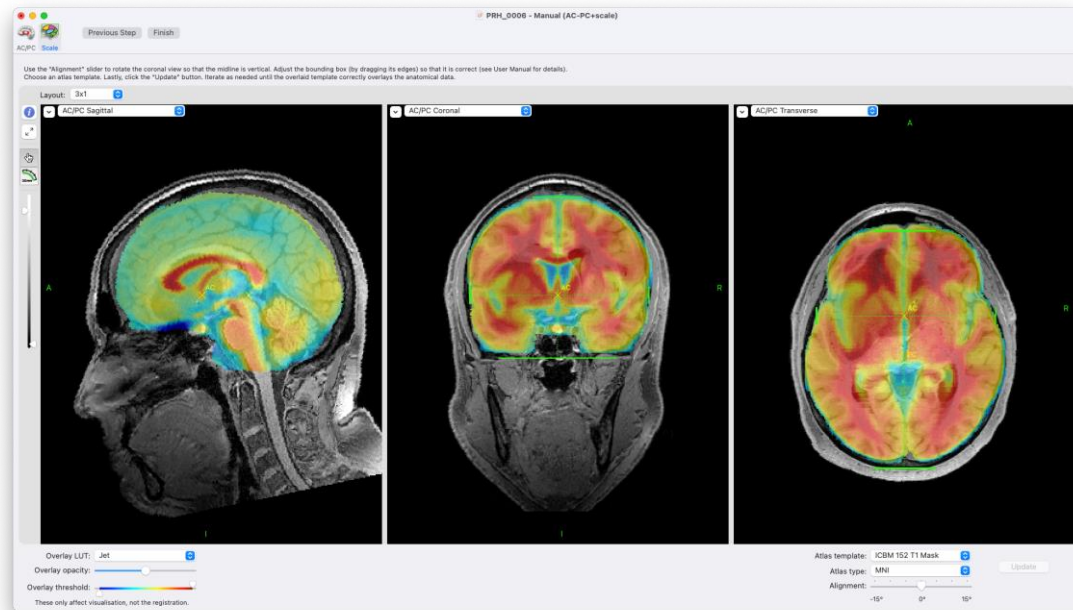 PRH_0006 - Manual (AC-PC+scale)
AC/PC Scale Previous Step Finish
Use the "Alignment" slider to rotate the coronal view so that the midline is vertical. Adjust the bounding box (by dragging its edges) so that it is correct (see User Manual for details).
Choose an atlas template. Lastly, click the "Update" button. Iterate as needed until the overlaid template correctly overlays the anatomical data.
Layout: 3x1
AC/PC Sagittal AC/PC Coronal AC/PC Transverse
A
A AC AC R AC R
I I
Overlay LUT: Jet
Overlay opacity:
Overlay threshold:
These only affect visualisation, not the registration.
Atlas template: ICBM 152 T1 Mask
Atlas type: MNI
Update
Alignment:
-15° 0° 15°